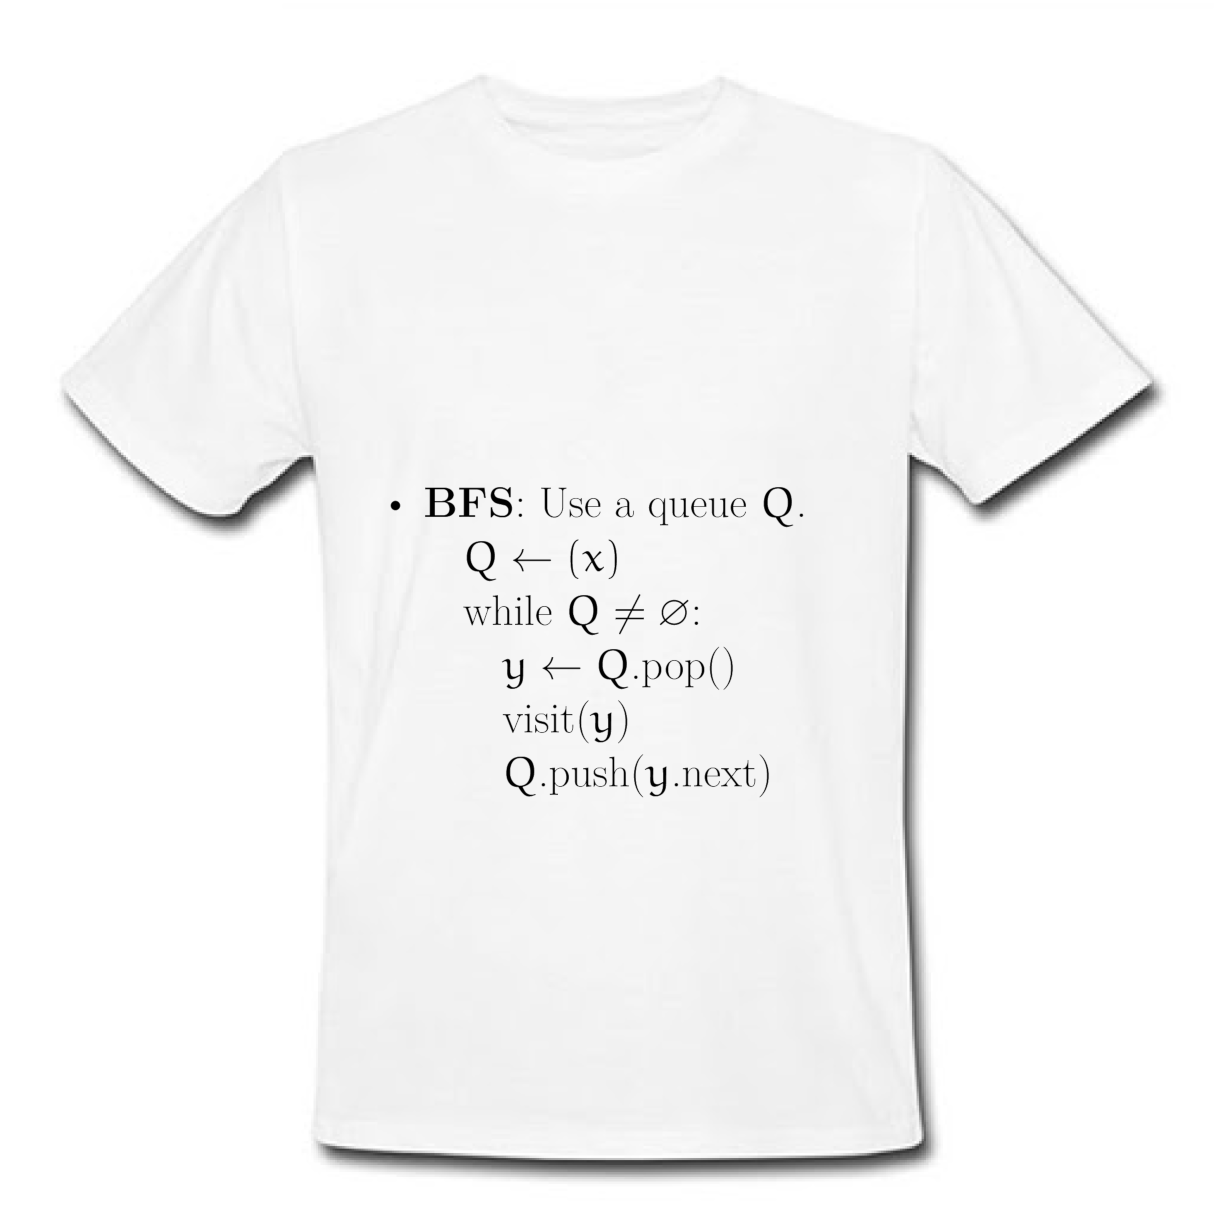 • BFS: Use a queue Q.
Q ← (x)
while Q ≠ ∅:
y ← Q.pop()
visit(y)
Q.push(y.next)